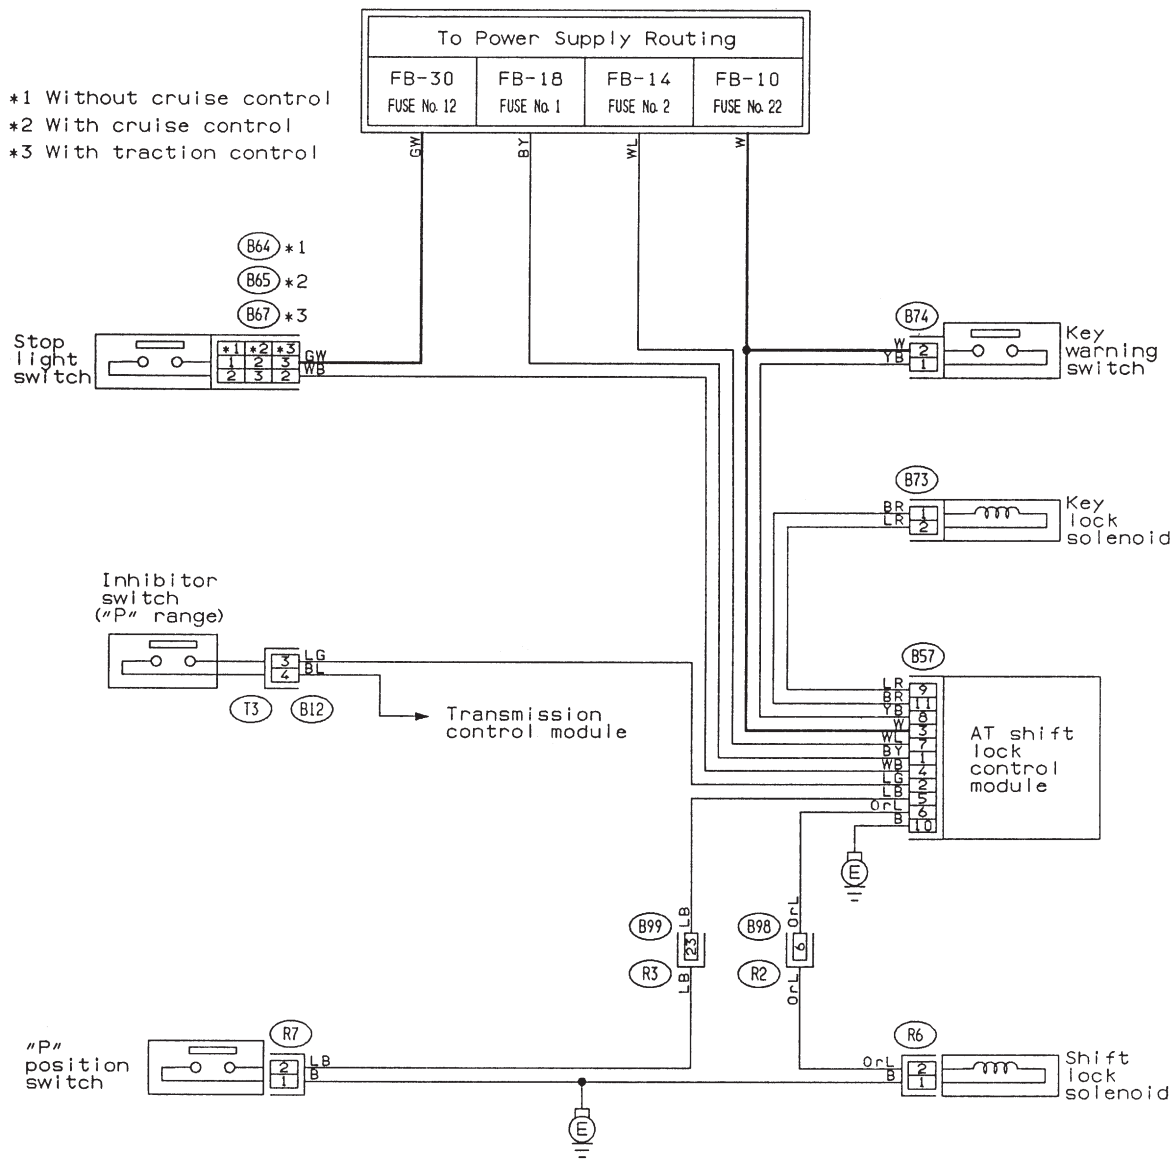 To Power Supply Routing
FB-30 FB-18 FB-14 FB-10
FUSE No. 12 FUSE No. 1 FUSE No. 2 FUSE No. 22
*1 Without cruise control
*2 With cruise control
*3 With traction control
GW BY WL W
B64 *1
B65 *2
B67 *3
Stop
light
switch
*1 *2 *3
1 2 3
2 3 2
GW
WB
B74
W
YB
2
1
Key
warning
switch
B73
BR
LR
1
2
Key
lock
solenoid
Inhibitor
switch
("P" range)
3
4
LG
BL
T3 B12
Transmission
control module
B57
LR 9
BR 11
YB 8
W 3
WL 7
BY 1
WB 4
LG 2
LB 5
OrL 6
B 10
AT shift
lock
control
module
E
LB
B99
23
R3
LB
OrL
B98
6
R2
OrL
"P"
position
switch
R7
2
1
LB
B
E
R6
OrL
B
2
1
Shift
lock
solenoid